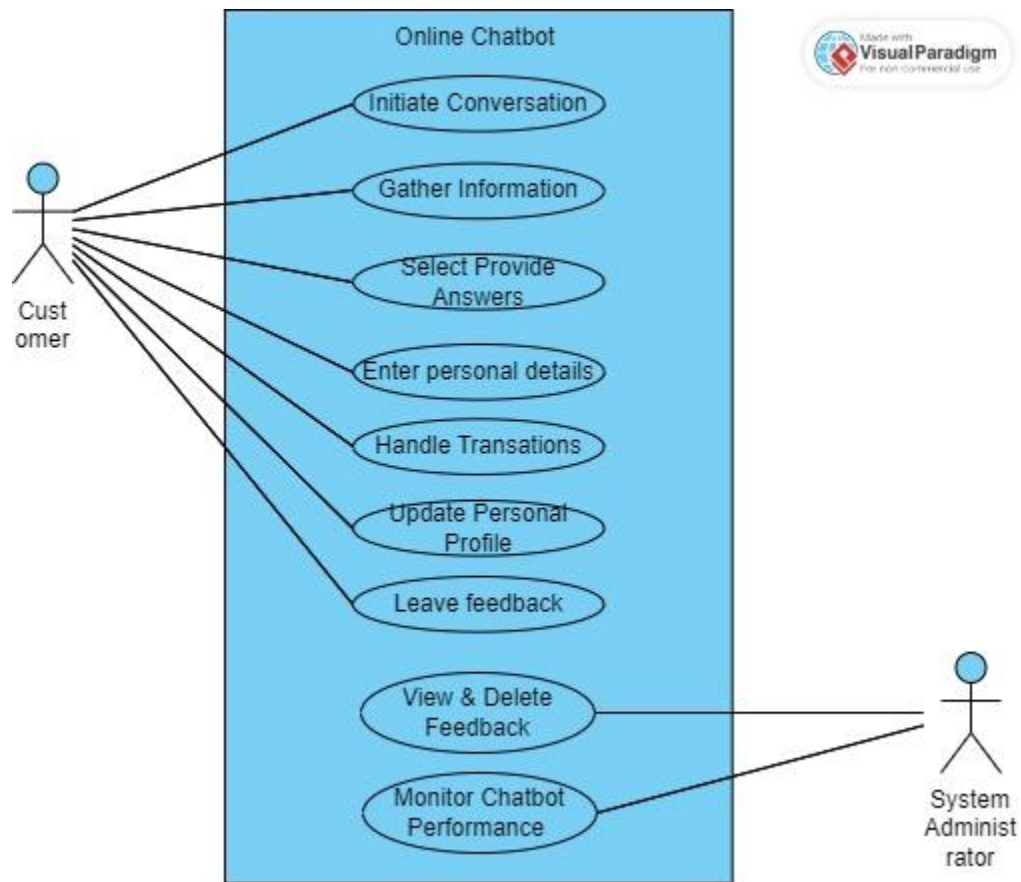 Online Chatbot
Made with
Visual Paradigm
For non-commercial use
Initiate Conversation
Gather Information
Select Provide
Answers
Cust
omer
Enter personal details
Handle Transations
Update Personal
Profile
Leave feedback
View & Delete
Feedback
Monitor Chatbot
Performance
System
Administ
rator